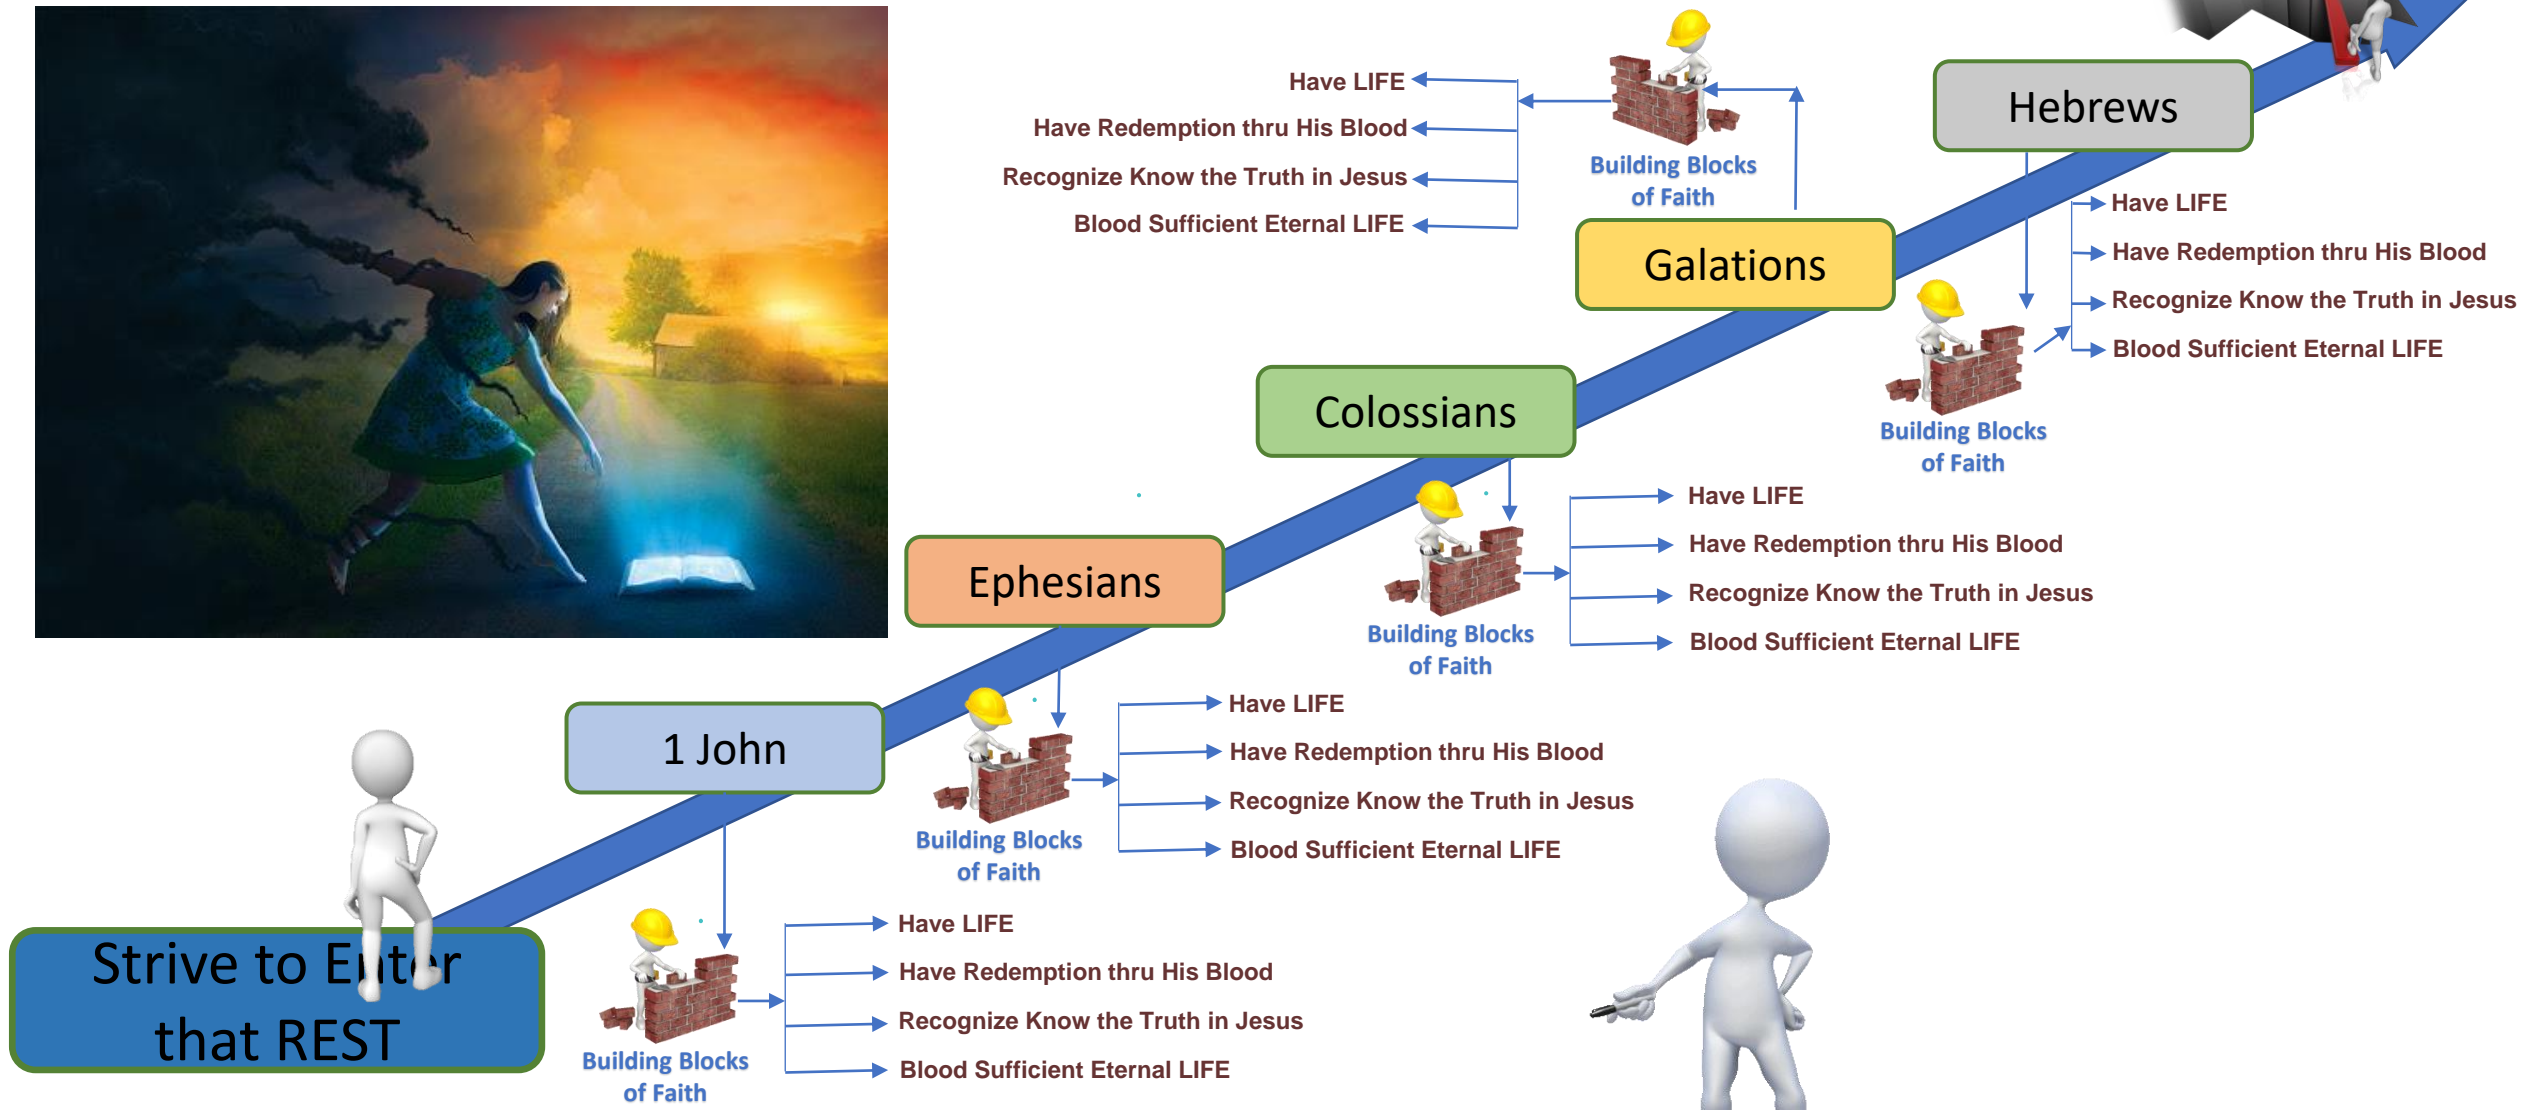 Have LIFE
Have Redemption thru His Blood
Recognize Know the Truth in Jesus
Blood Sufficient Eternal LIFE
Building Blocks
of Faith
Hebrews
Have LIFE
Have Redemption thru His Blood
Recognize Know the Truth in Jesus
Blood Sufficient Eternal LIFE
Building Blocks
of Faith
Galations
Colossians
Have LIFE
Have Redemption thru His Blood
Recognize Know the Truth in Jesus
Blood Sufficient Eternal LIFE
Building Blocks
of Faith
Ephesians
Have LIFE
Have Redemption thru His Blood
Recognize Know the Truth in Jesus
Blood Sufficient Eternal LIFE
Building Blocks
of Faith
1 John
Have LIFE
Have Redemption thru His Blood
Recognize Know the Truth in Jesus
Blood Sufficient Eternal LIFE
Building Blocks
of Faith
Strive to Enter
that REST